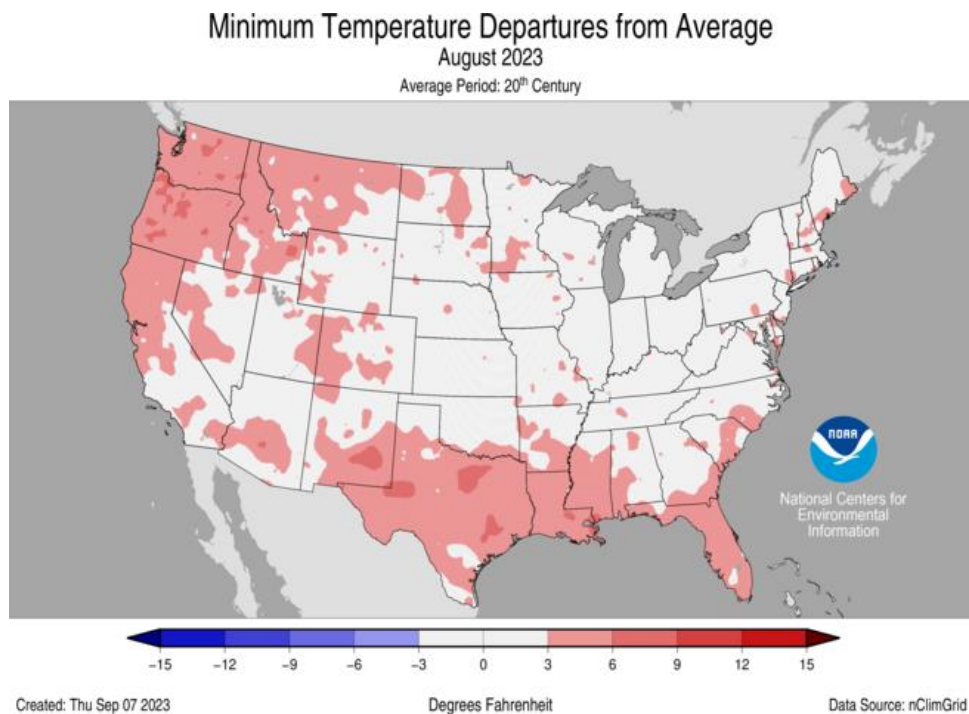 Minimum Temperature Departures from Average
August 2023
Average Period: 20th Century
NOAA
National Centers for
Environmental
Information
−15 −12 −9 −6 −3 0 3 6 9 12 15
Created: Thu Sep 07 2023 Degrees Fahrenheit Data Source: nClimGrid